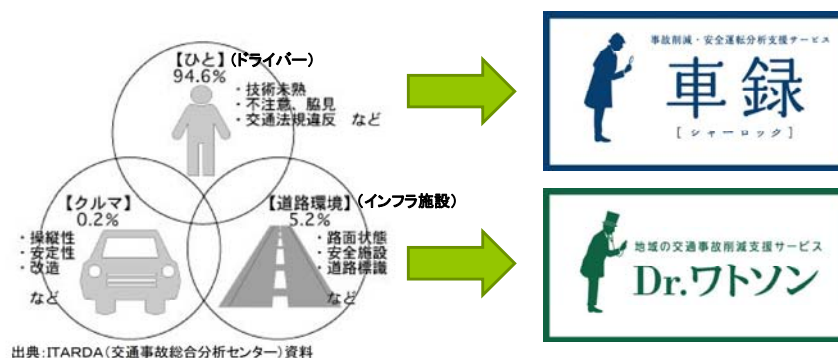 【ひと】(ドライバー)
94.6%
・技術未熟
・不注意、脇見
・交通法規違反 など
【クルマ】
0.2%
・操縦性
・安定性
・改造
など
【道路環境】(インフラ施設)
5.2%
・路面状態
・安全施設
・道路標識
など
出典:ITARDA(交通事故総合分析センター)資料
事故削減・安全運転分析支援サービス
車録
[シャーロック]
地域の交通事故削減支援サービス
Dr.ワトソン